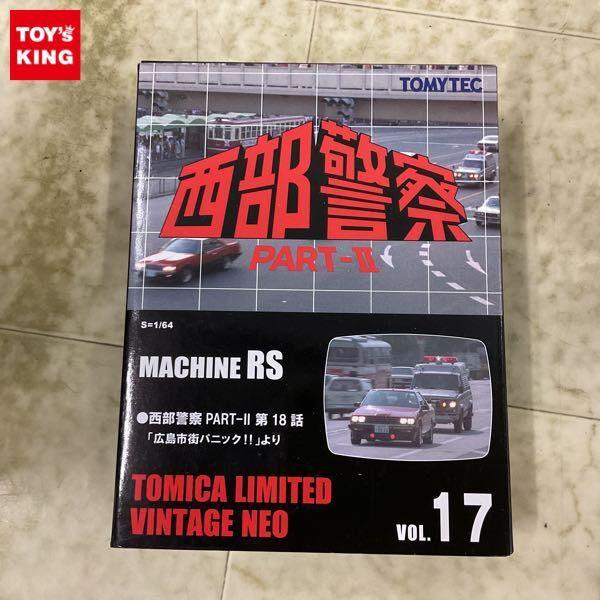 TOY's
KING
TOMYTEC
西部警察
PART-II
S=1/64
MACHINE RS
●西部警察 PART-II 第18話
「広島市街パニック!!」より
TOMICA LIMITED
VINTAGE NEO
VOL.17